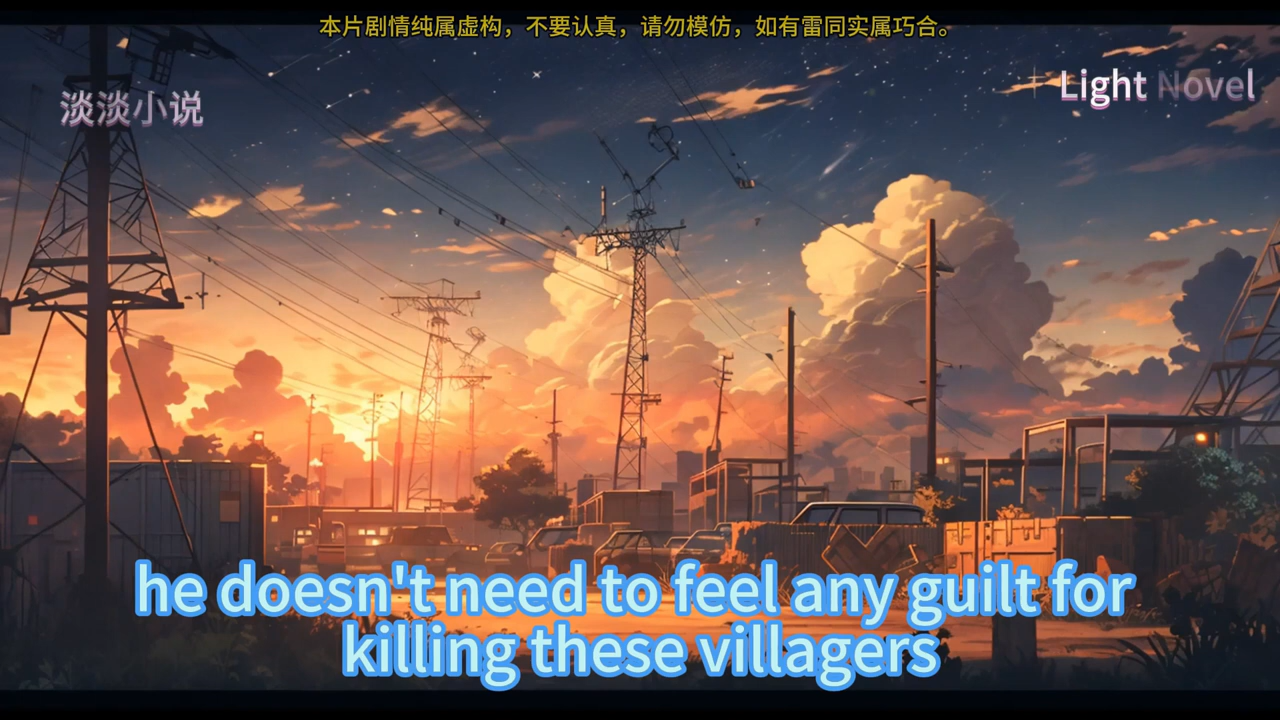 本片剧情纯属虚构，不要认真，请勿模仿，如有雷同实属巧合。
淡淡小说
Light Novel
he doesn't need to feel any guilt for
killing these villagers